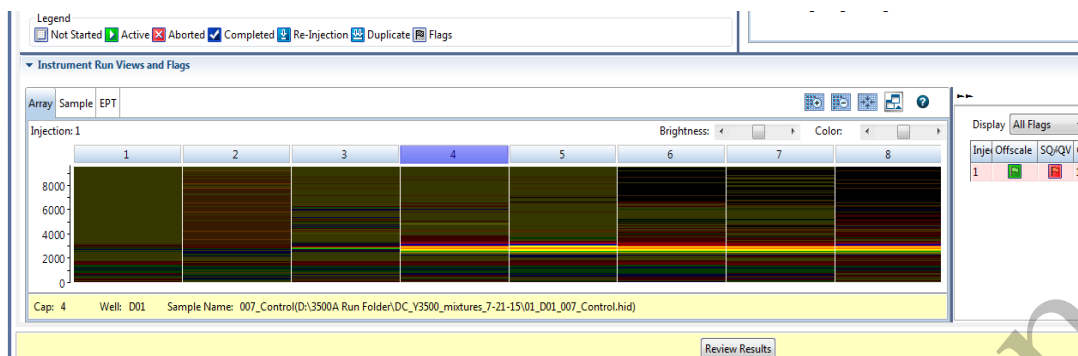 Legend
Not Started Active Aborted Completed Re-Injection Duplicate Flags
Instrument Run Views and Flags
Array Sample EPT
Injection: 1 Brightness: Color:
1 2 3 4 5 6 7 8
8000
6000
4000
2000
0
Cap: 4 Well: D01 Sample Name: 007_Control(D:\3500A Run Folder\DC_Y3500_mixtures_7-21-15\01_D01_007_Control.hid)
Display All Flags
Inje Offscale SQ/QV
1
Review Results